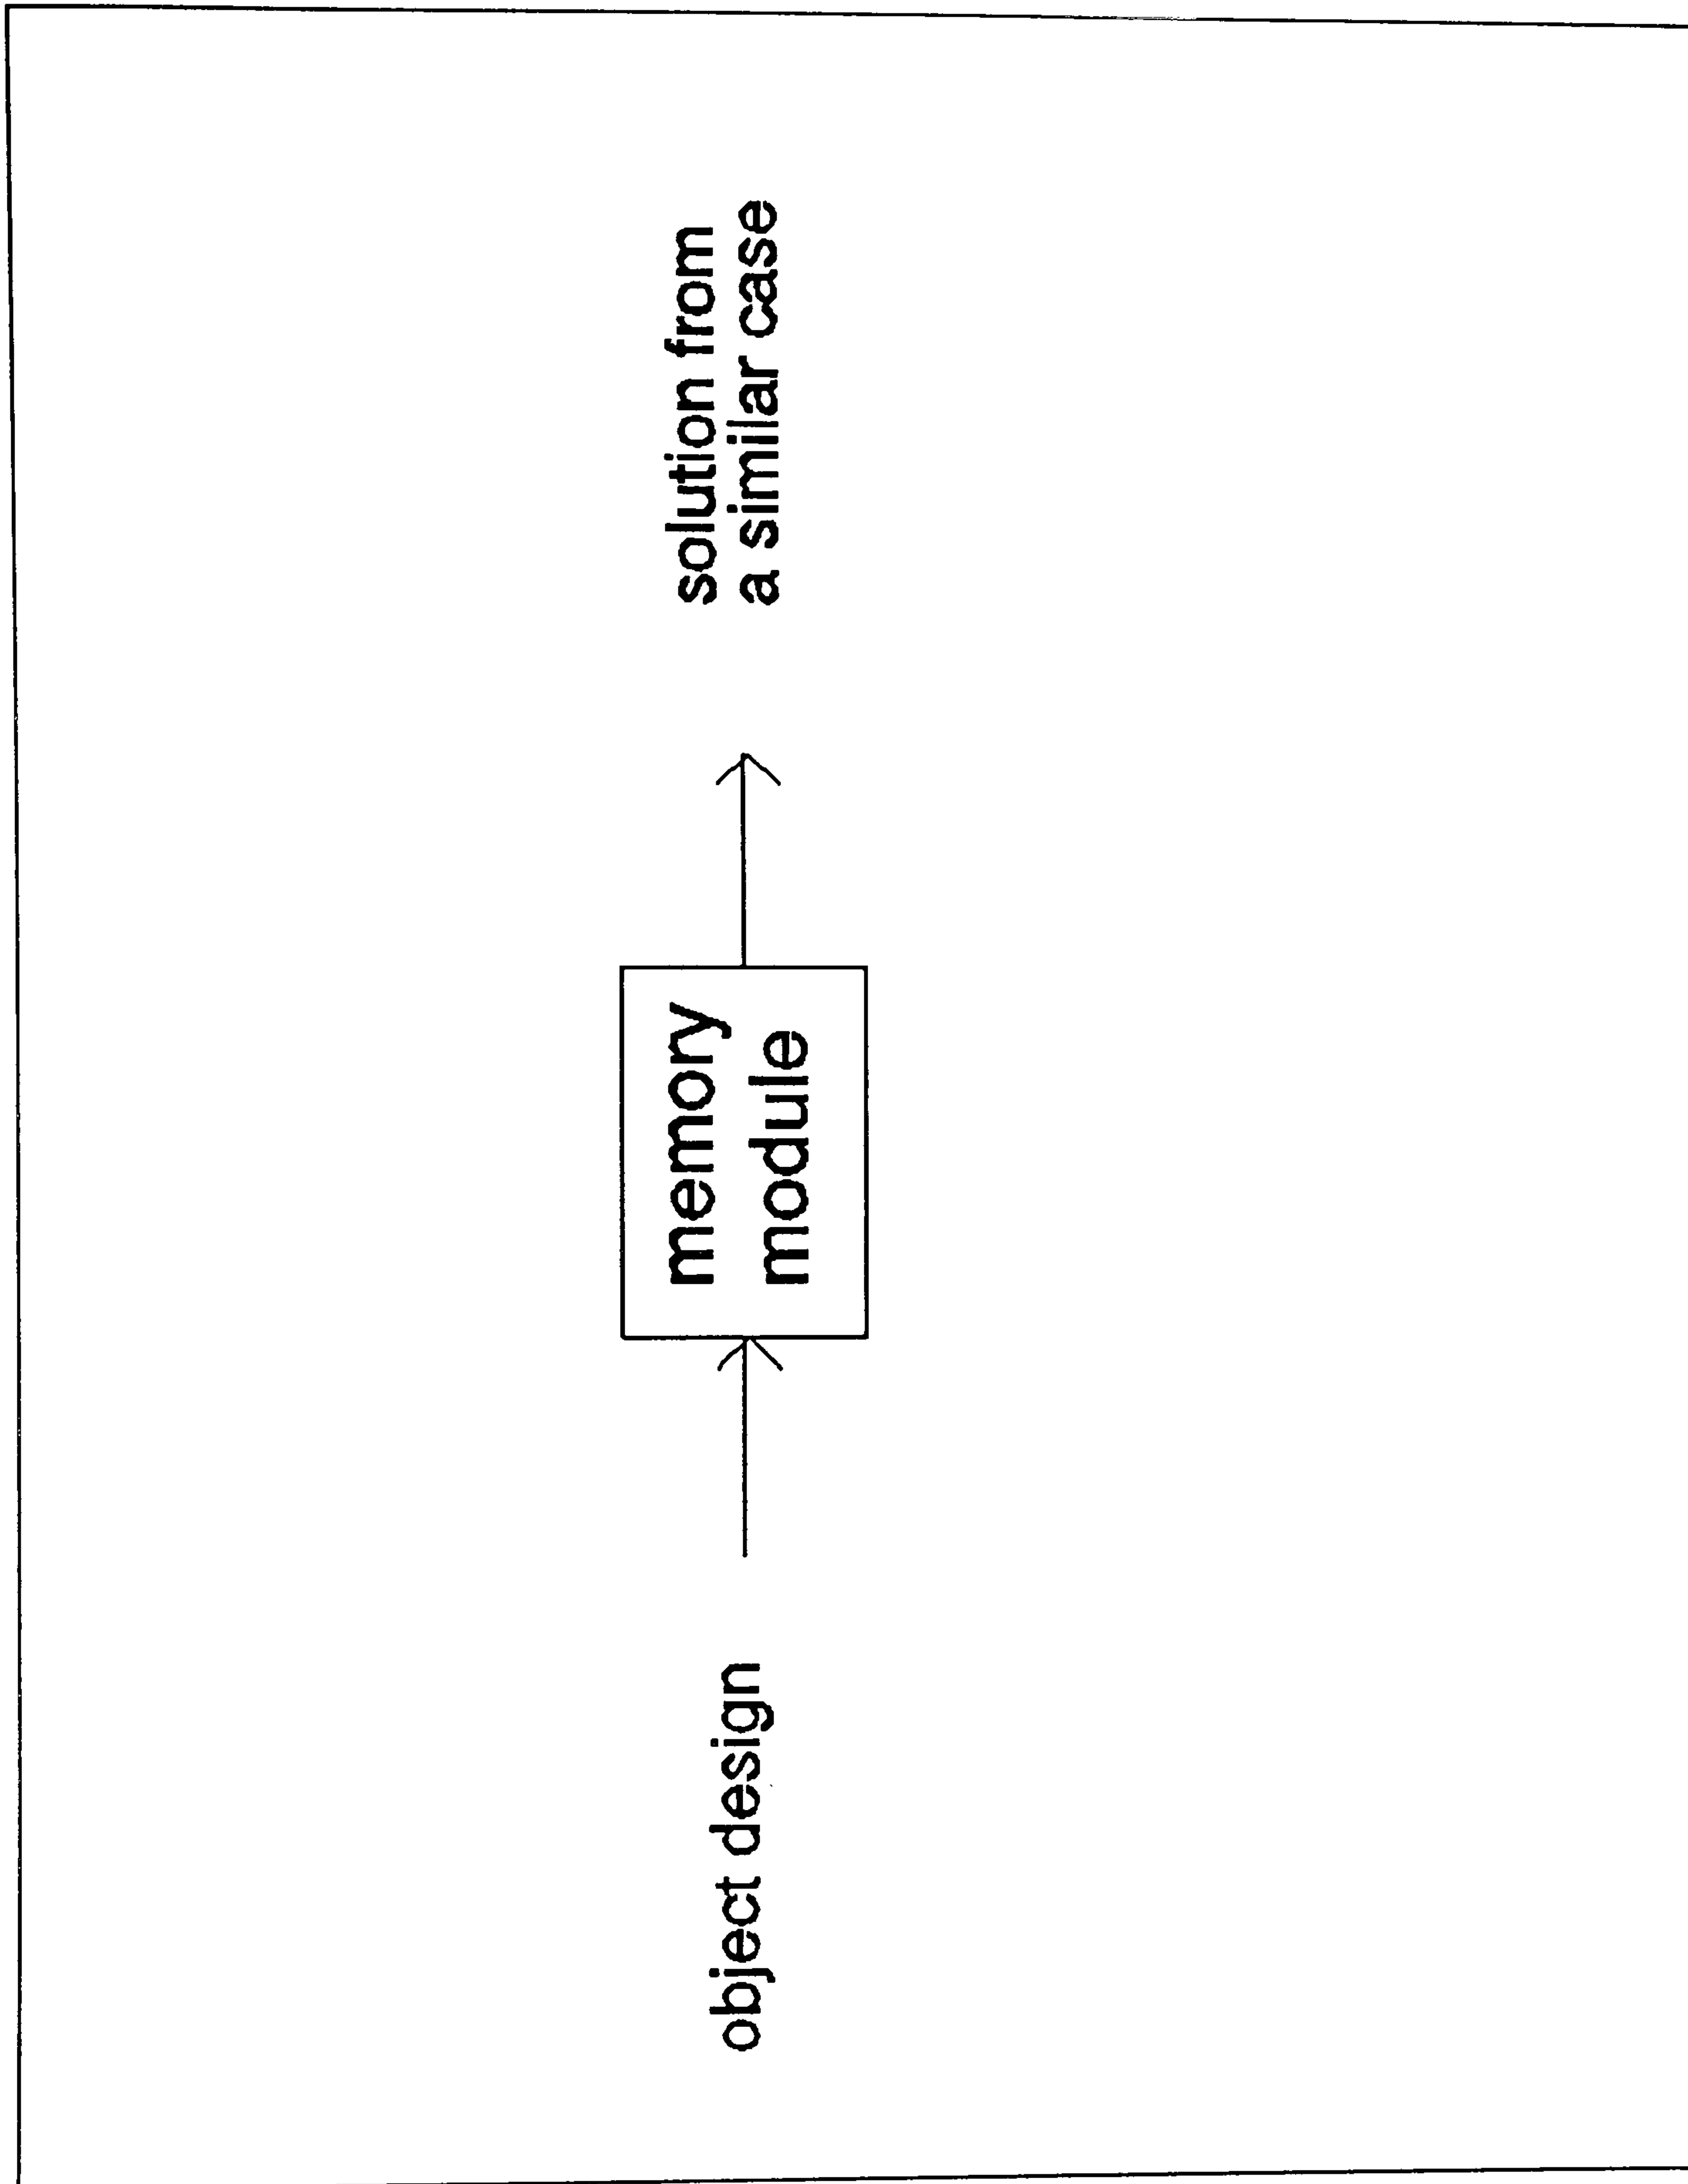 object design
memory
module
solution from
a similar case